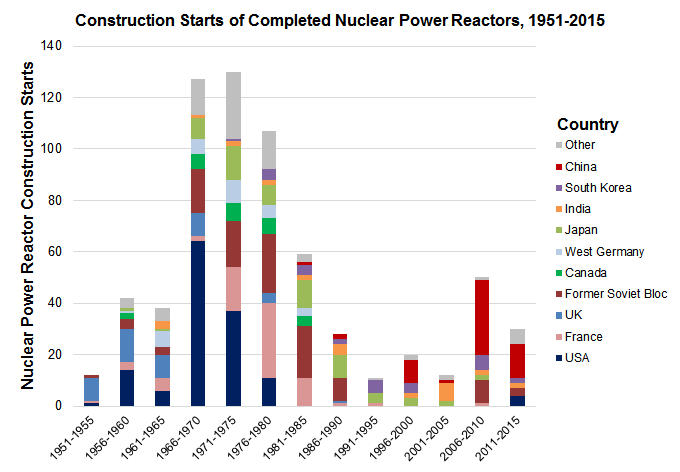 Construction Starts of Completed Nuclear Power Reactors, 1951-2015
Nuclear Power Reactor Construction Starts
140
120
100
80
60
40
20
0
1951-1955
1956-1960
1961-1965
1966-1970
1971-1975
1976-1980
1981-1985
1986-1990
1991-1995
1996-2000
2001-2005
2006-2010
2011-2015
Country
Other
China
South Korea
India
Japan
West Germany
Canada
Former Soviet Bloc
UK
France
USA